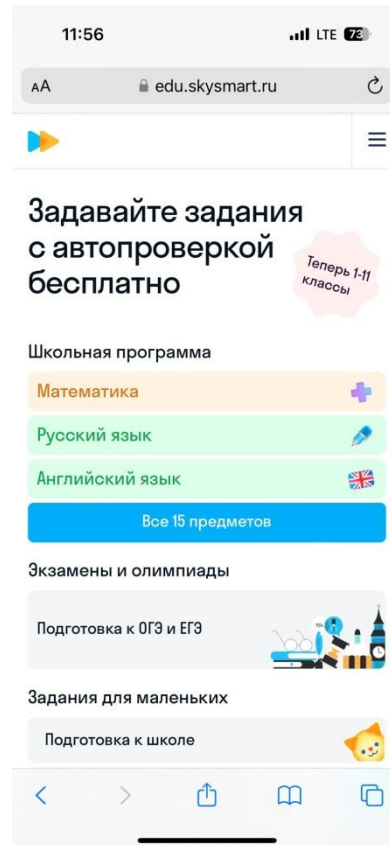 11:56
LTE 73
AA edu.skysmart.ru
Задавайте задания
с автопроверкой
бесплатно
Теперь 1-11
классы
Школьная программа
Математика
Русский язык
Английский язык
Все 15 предметов
Экзамены и олимпиады
Подготовка к ОГЭ и ЕГЭ
Задания для маленьких
Подготовка к школе